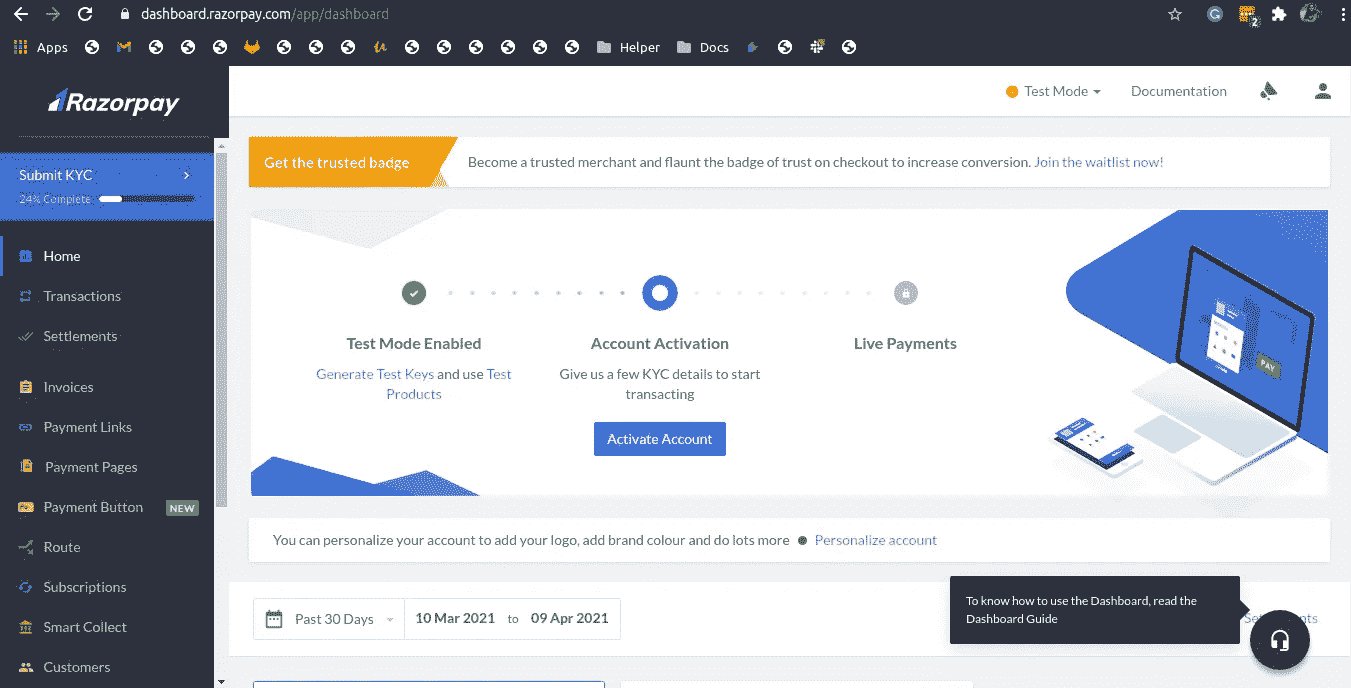 dashboard.razorpay.com/app/dashboard
2
Apps
Helper
Docs
Razorpay
Test Mode
Documentation
Submit KYC
24% Complete
Get the trusted badge
Become a trusted merchant and flaunt the badge of trust on checkout to increase conversion. Join the waitlist now!
Home
Transactions
Settlements
Invoices
Payment Links
Payment Pages
Payment Button NEW
Route
Subscriptions
Smart Collect
Customers
Test Mode Enabled
Generate Test Keys and use Test
Products
Account Activation
Give us a few KYC details to start
transacting
Activate Account
Live Payments
PAY
You can personalize your account to add your logo, add brand colour and do lots more
Personalize account
Past 30 Days
10 Mar 2021 to 09 Apr 2021
To know how to use the Dashboard, read the
Dashboard Guide